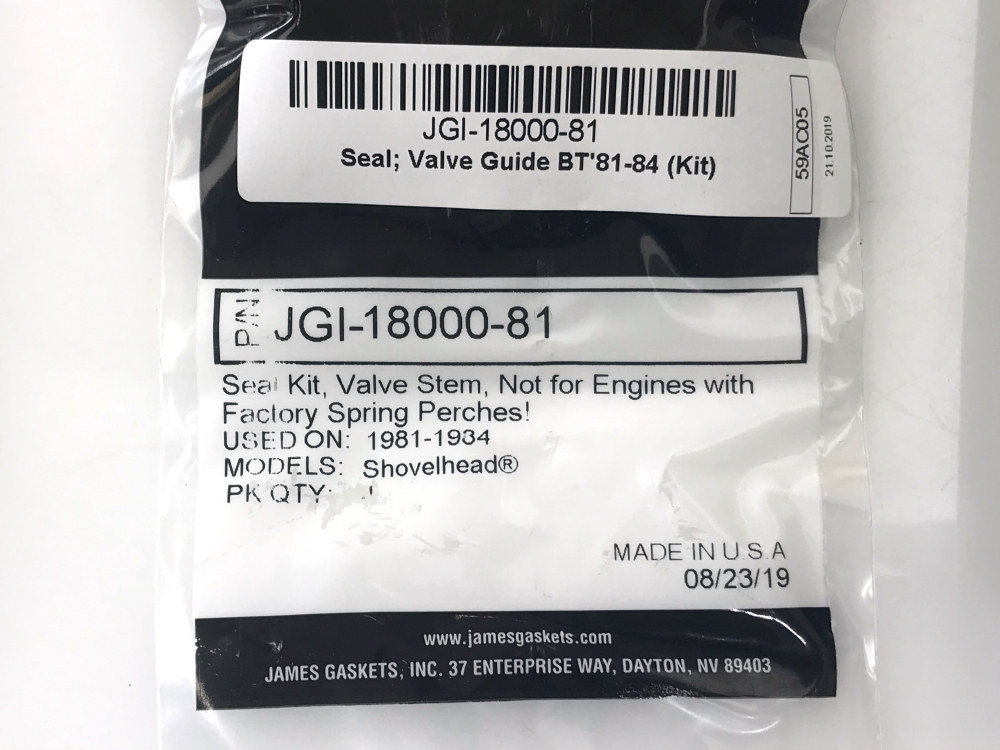 JGI-18000-81
Seal; Valve Guide BT'81-84 (Kit)
59AC05
21.10.2019
P/N
JGI-18000-81
Seal Kit, Valve Stem, Not for Engines with
Factory Spring Perches!
USED ON: 1981-1984
MODELS: Shovelhead®
PK QTY:
MADE IN U.S.A
08/23/19
www.jamesgaskets.com
JAMES GASKETS, INC. 37 ENTERPRISE WAY, DAYTON, NV 89403